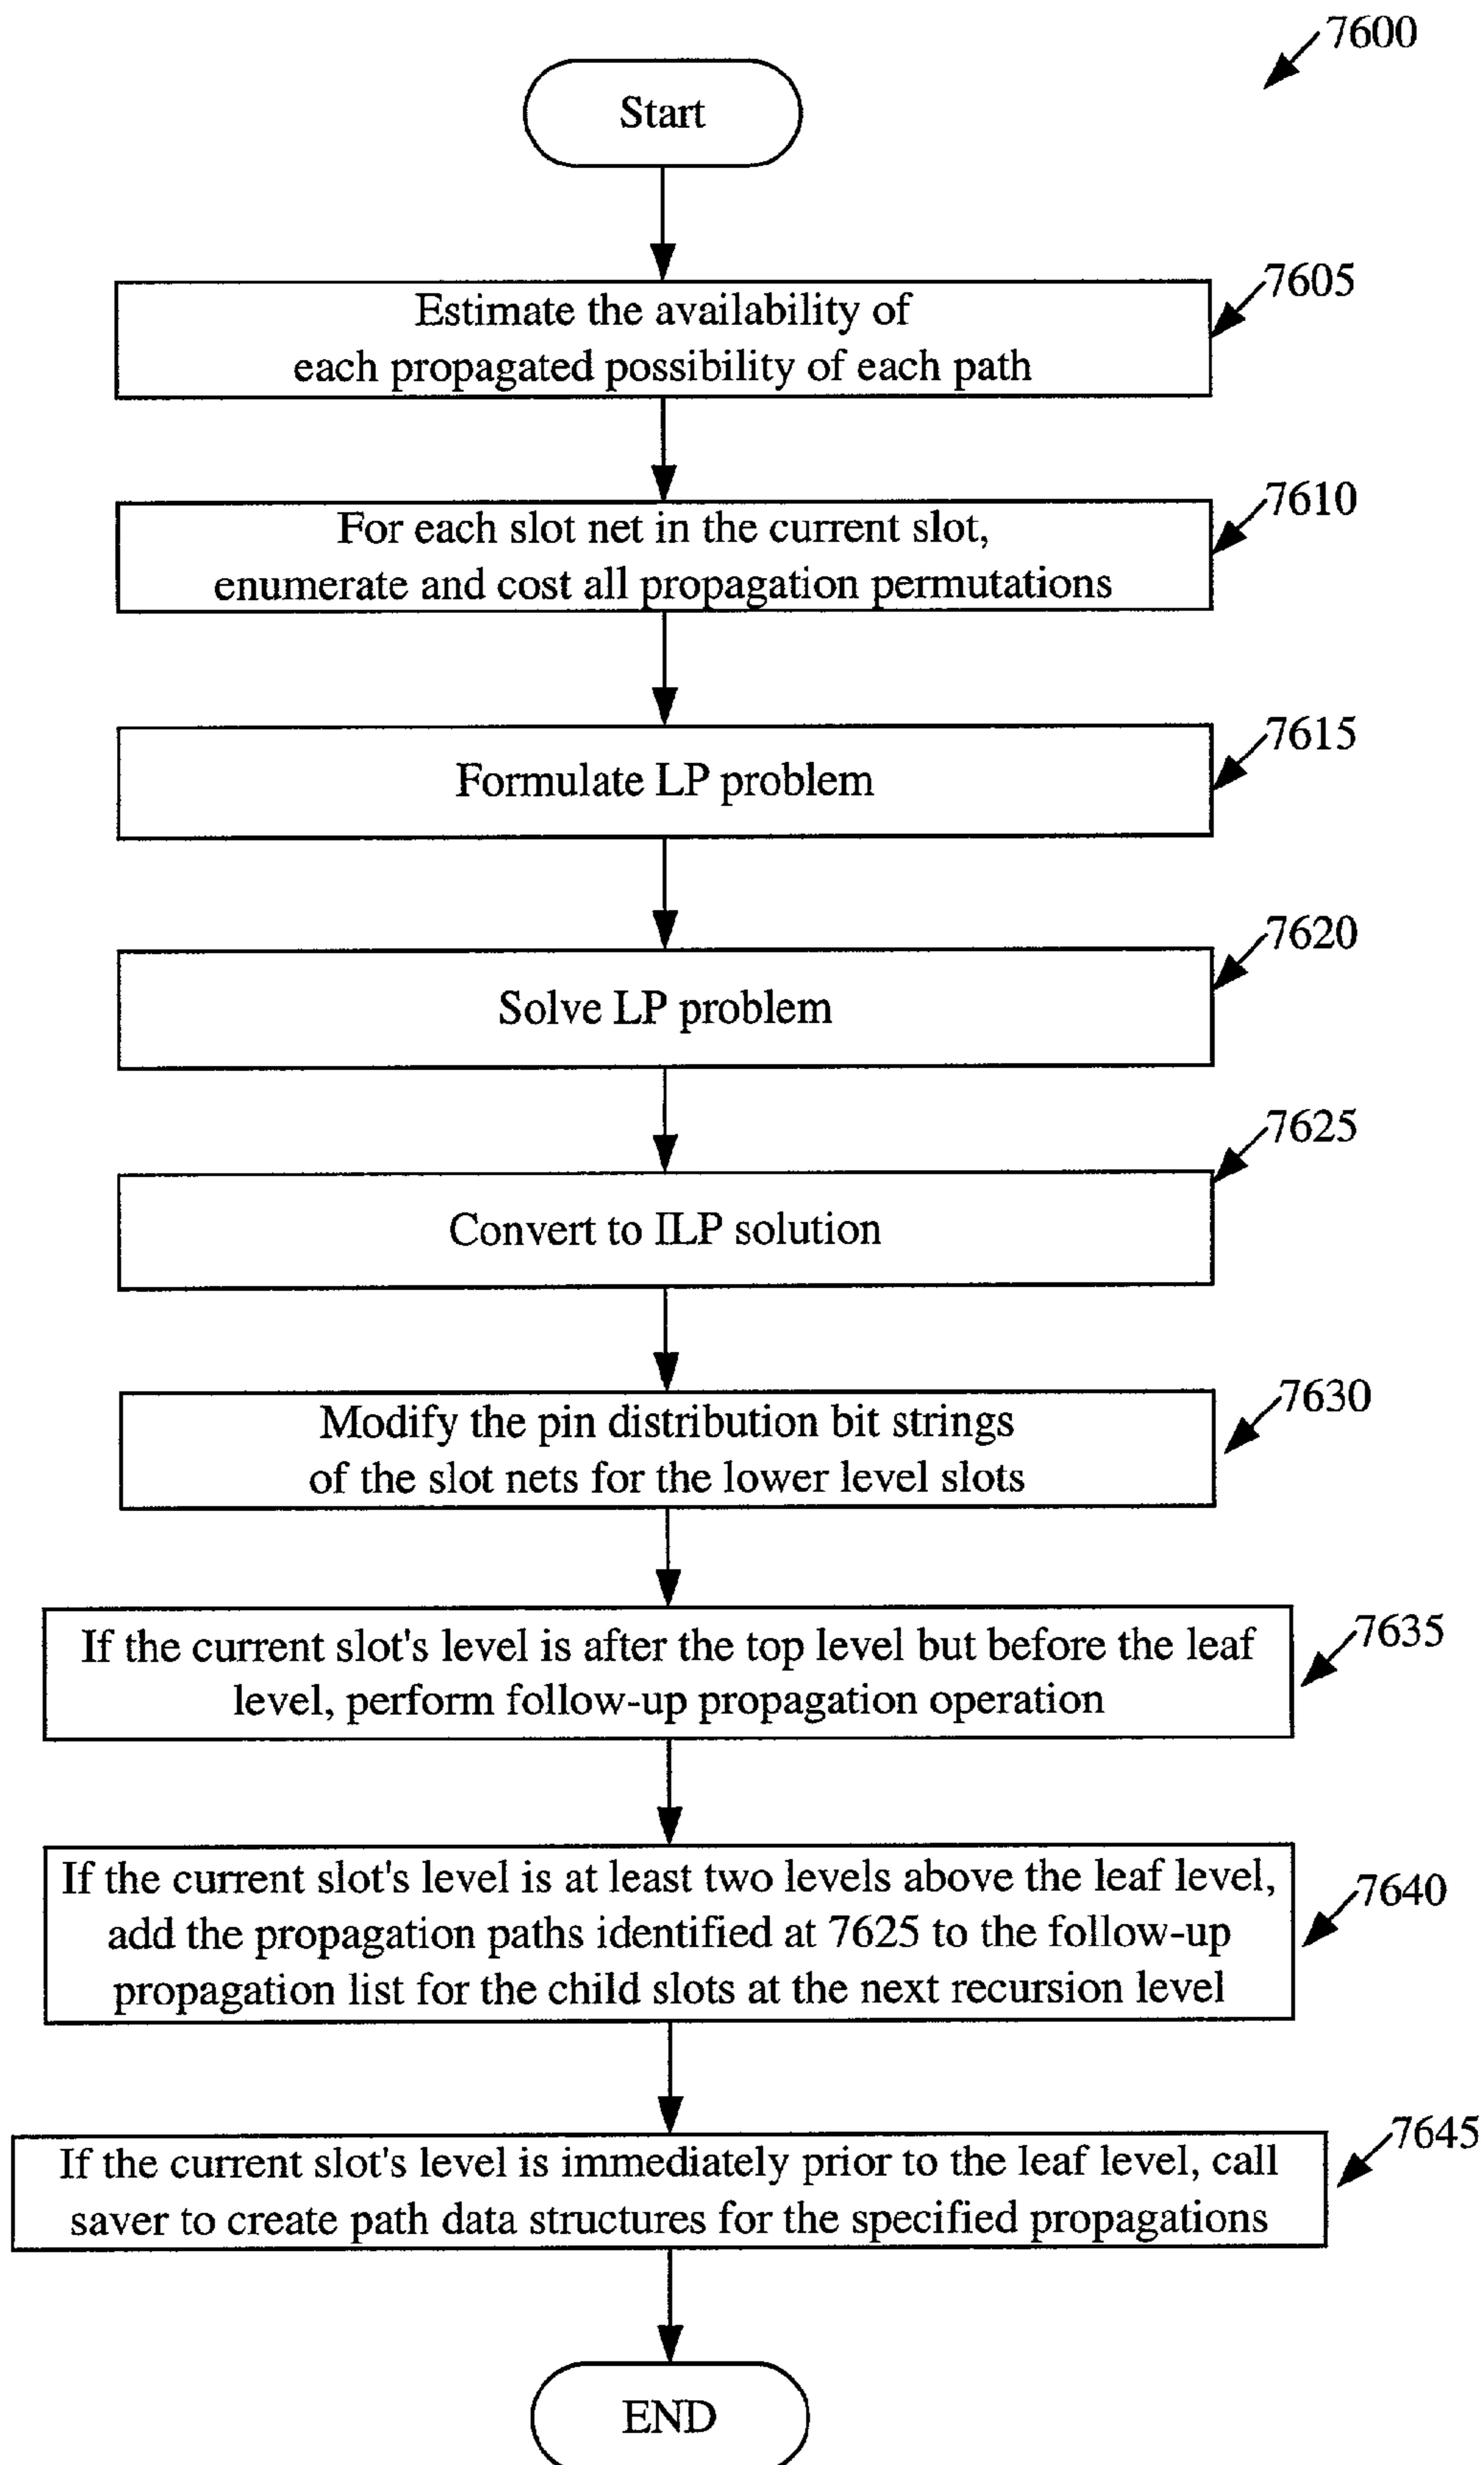 7600
Start
7605
Estimate the availability of
each propagated possibility of each path
7610
For each slot net in the current slot,
enumerate and cost all propagation permutations
7615
Formulate LP problem
7620
Solve LP problem
7625
Convert to ILP solution
7630
Modify the pin distribution bit strings
of the slot nets for the lower level slots
7635
If the current slot's level is after the top level but before the leaf
level, perform follow-up propagation operation
7640
If the current slot's level is at least two levels above the leaf level,
add the propagation paths identified at 7625 to the follow-up
propagation list for the child slots at the next recursion level
7645
If the current slot's level is immediately prior to the leaf level, call
saver to create path data structures for the specified propagations
END